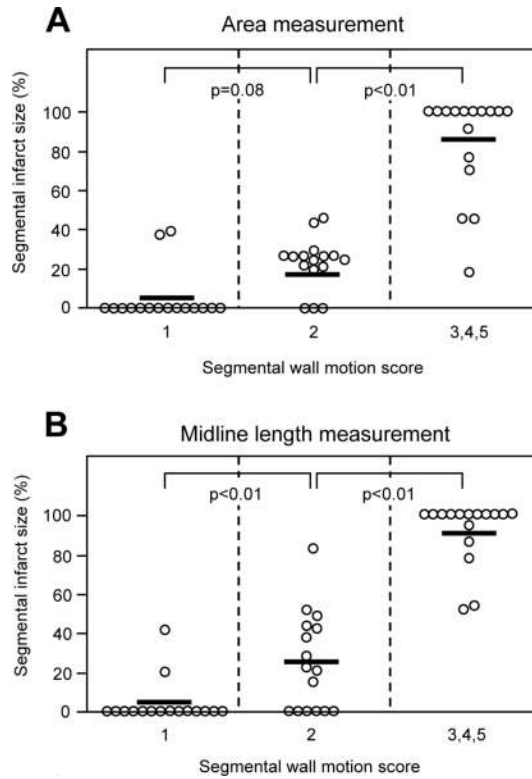 A Area measurement
Segmental infarct size (%)
100
80
60
40
20
0
p=0.08 p<0.01
1 2 3,4,5
Segmental wall motion score
B Midline length measurement
Segmental infarct size (%)
100
80
60
40
20
0
p<0.01 p<0.01
1 2 3,4,5
Segmental wall motion score